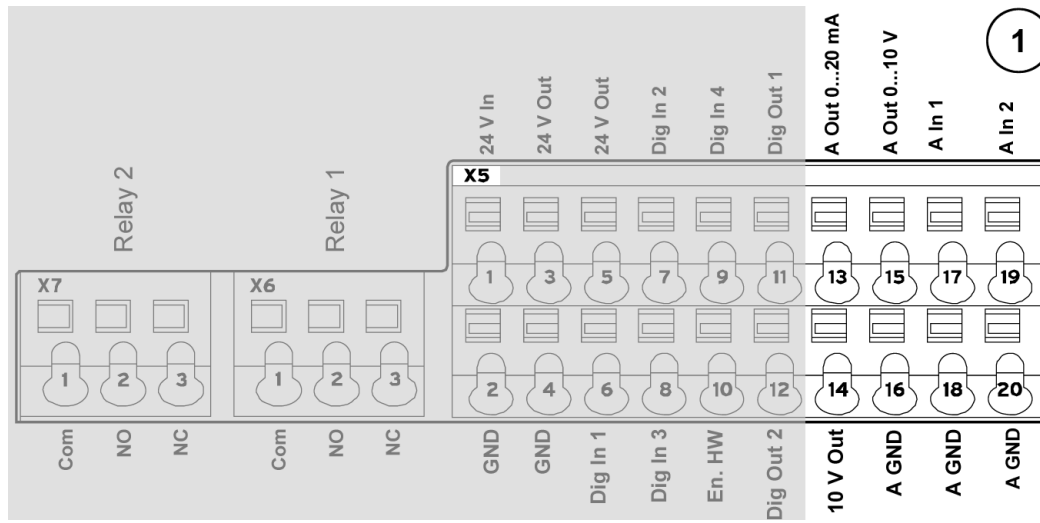 1
24 V In
24 V Out
24 V Out
Dig In 2
Dig In 4
Dig Out 1
A Out 0...20 mA
A Out 0...10 V
A In 1
A In 2
Relay 2
Relay 1
X5
1 3 5 7 9 11 13 15 17 19
X7
X6
1 2 3
1 2 3
2 4 6 8 10 12 14 16 18 20
Com
NO
NC
Com
NO
NC
GND
GND
Dig In 1
Dig In 3
En. HW
Dig Out 2
10 V Out
A GND
A GND
A GND